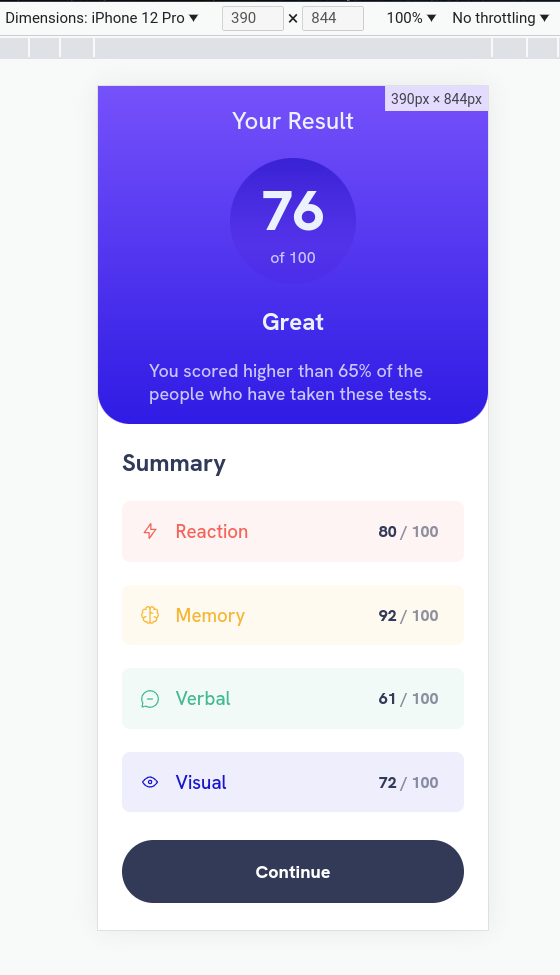 Dimensions: iPhone 12 Pro ▼ 390 × 844 100% ▼ No throttling ▼
390px × 844px
Your Result
76
of 100
Great
You scored higher than 65% of the
people who have taken these tests.
Summary
Reaction 80 / 100
Memory 92 / 100
Verbal 61 / 100
Visual 72 / 100
Continue